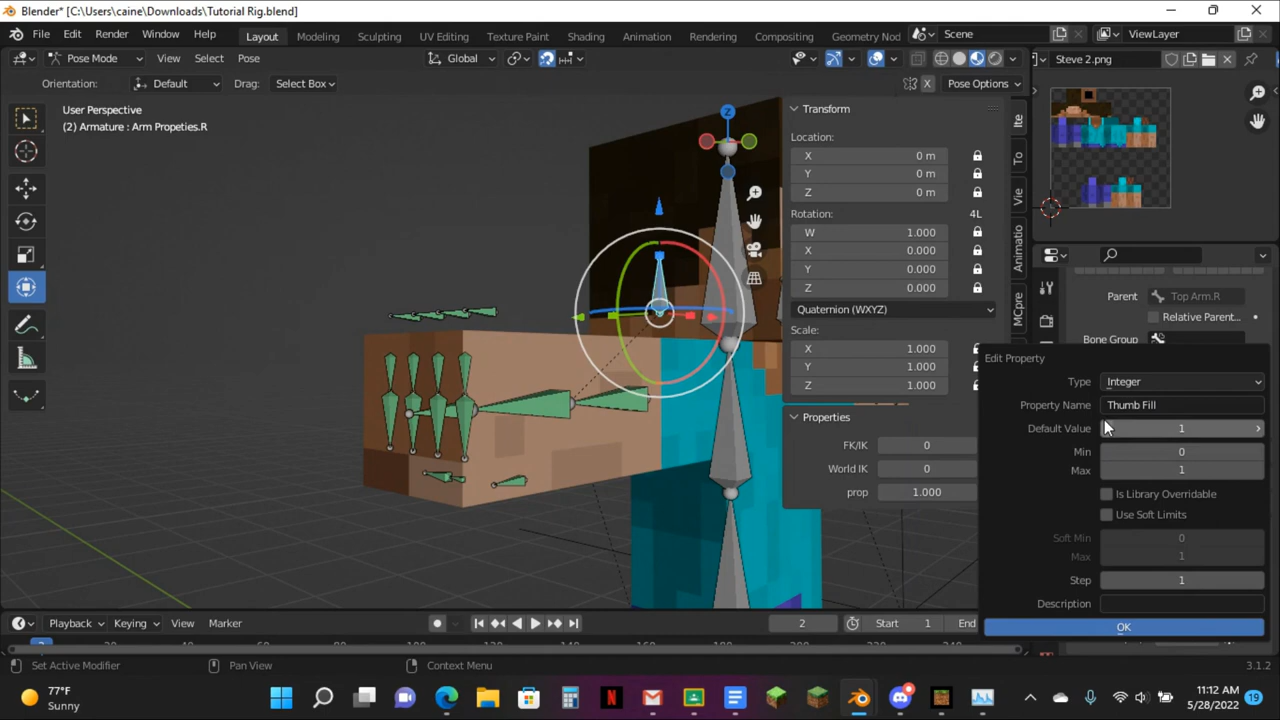 Blender* [C:\Users\caine\Downloads\Tutorial Rig.blend]
File Edit Render Window Help Layout Modeling Sculpting UV Editing Texture Paint Shading Animation Rendering Compositing Geometry Nod Scene ViewLayer
Pose Mode View Select Pose Global Steve 2.png
Orientation: Default Drag: Select Box X Pose Options
User Perspective
(2) Armature : Arm Propeties.R
Transform
Location:
X 0 m
Y 0 m
Z 0 m
Rotation: 4L
W 1.000
X 0.000
Y 0.000
Z 0.000
Quaternion (WXYZ)
Scale:
X 1.000
Y 1.000
Z 1.000
Properties
FK/IK 0
World IK 0
prop 1.000
Ite
To
Vie
Animatio
MCpre
Z
Parent Top Arm.R
Relative Parent...
Bone Group
Edit Property
Type Integer
Property Name Thumb Fill
Default Value 1
Min 0
Max 1
Is Library Overridable
Use Soft Limits
Soft Min 0
Max 1
Step 1
Description
OK
Playback Keying View Marker 2 Start 1 End
2
Set Active Modifier Pan View Context Menu 3.1.2
77°F
Sunny
11:12 AM
5/28/2022
19